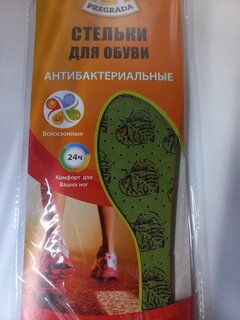 PREGRADA
СТЕЛЬКИ
ДЛЯ ОБУВИ
АНТИБАКТЕРИАЛЬНЫЕ
Всесезонные
24ч
Комфорт для
Ваших ног